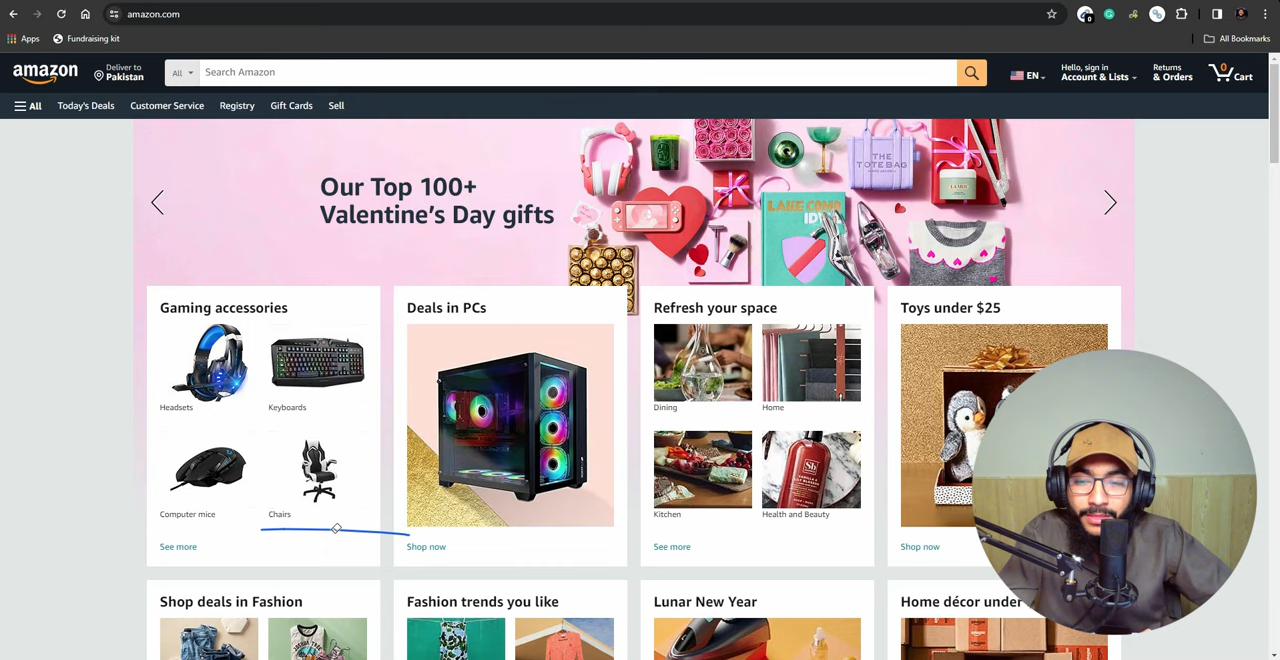 amazon.com
0
Apps
Fundraising kit
All Bookmarks
amazon
Deliver to
Pakistan
All
Search Amazon
EN
Hello, sign in
Account & Lists
Returns
& Orders
0
Cart
All
Today's Deals
Customer Service
Registry
Gift Cards
Sell
Our Top 100+
Valentine's Day gifts
THE
TOTE BAG
LA MER
LAKE COMO
Gaming accessories
Headsets
Keyboards
Computer mice
Chairs
See more
Deals in PCs
Shop now
Refresh your space
Dining
Home
Kitchen
Health and Beauty
See more
Toys under $25
Shop now
Shop deals in Fashion
Fashion trends you like
Lunar New Year
Home décor under